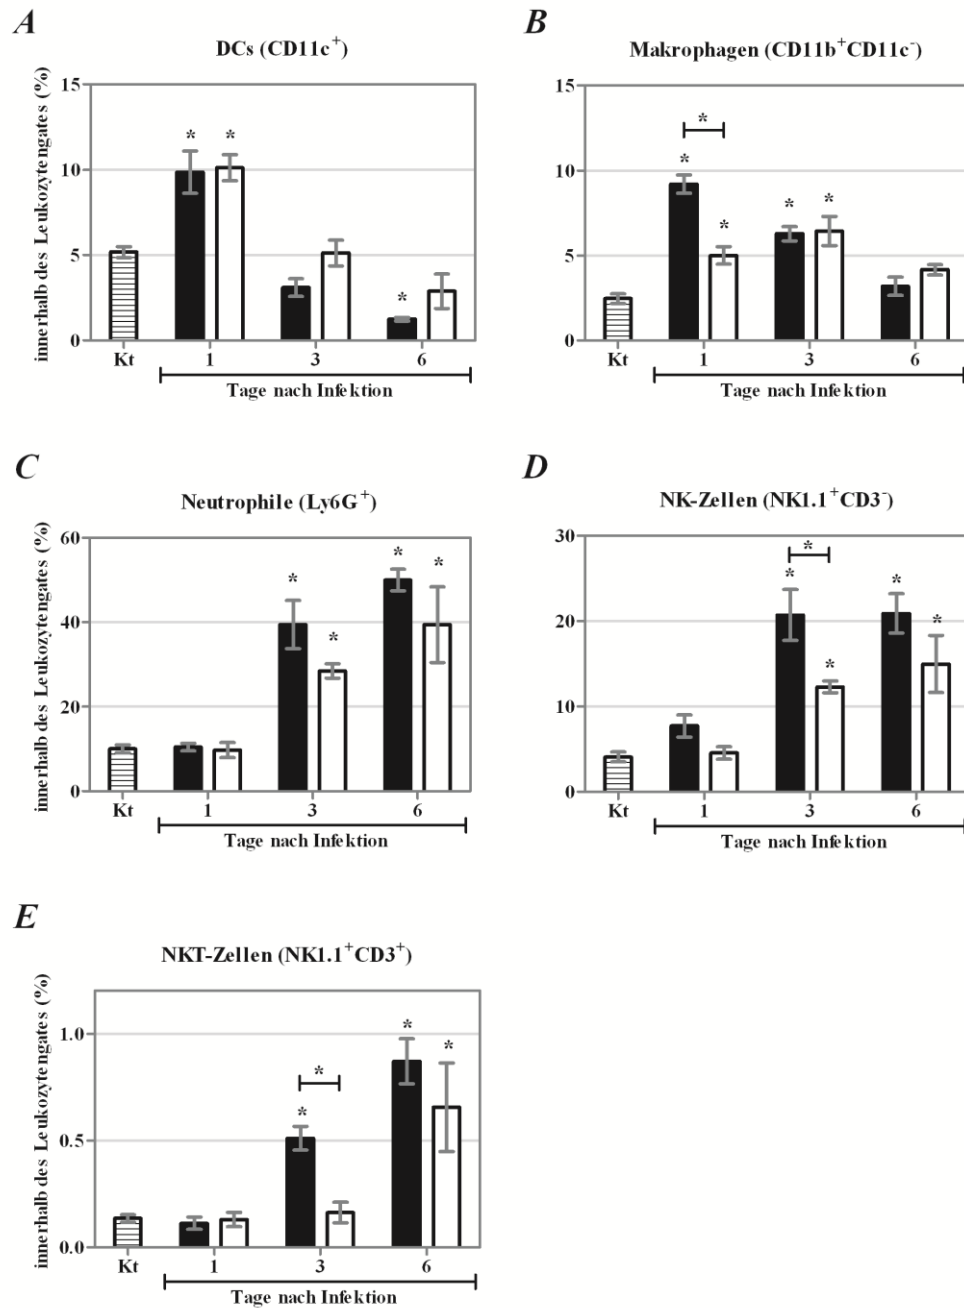 A
DCs (CD11c+)
innerhalb des Leukozytengates (%)
15
10
5
0
* *
*
Kt 1 3 6
Tage nach Infektion
B
Makrophagen (CD11b+CD11c-)
15
10
5
0
*
* *
* *
Kt 1 3 6
Tage nach Infektion
C
Neutrophile (Ly6G+)
innerhalb des Leukozytengates (%)
60
40
20
0
* *
* *
Kt 1 3 6
Tage nach Infektion
D
NK-Zellen (NK1.1+CD3-)
30
20
10
0
*
* *
* *
Kt 1 3 6
Tage nach Infektion
E
NKT-Zellen (NK1.1+CD3+)
innerhalb des Leukozytengates (%)
1.0
0.5
0.0
*
*
* *
Kt 1 3 6
Tage nach Infektion